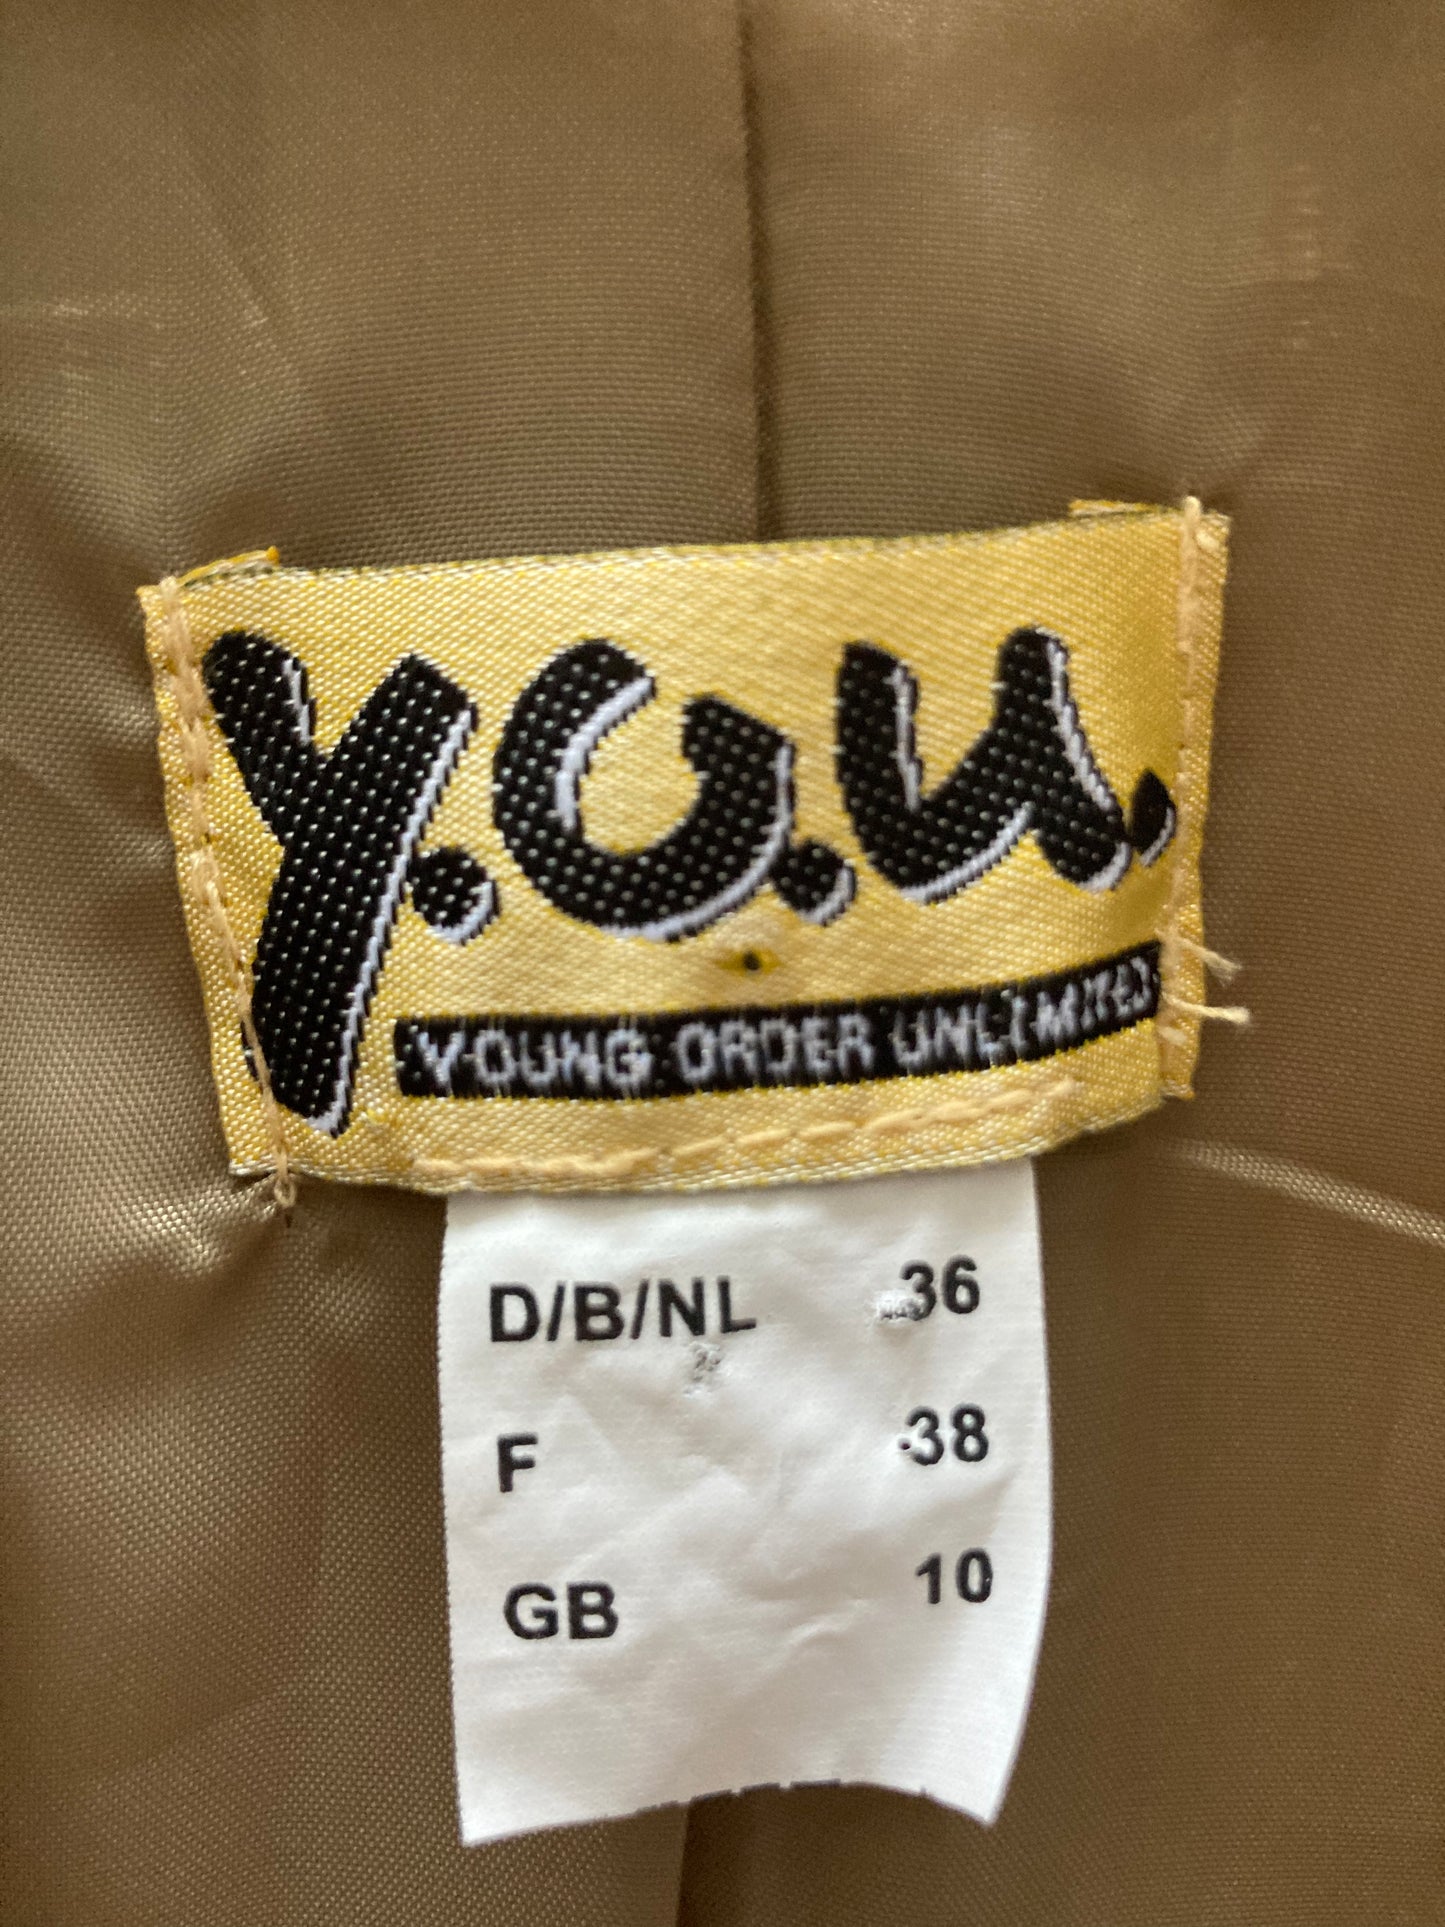 y.o.u.
YOUNG ORDER UNLIMITED
D/B/NL 36
F 38
GB 10